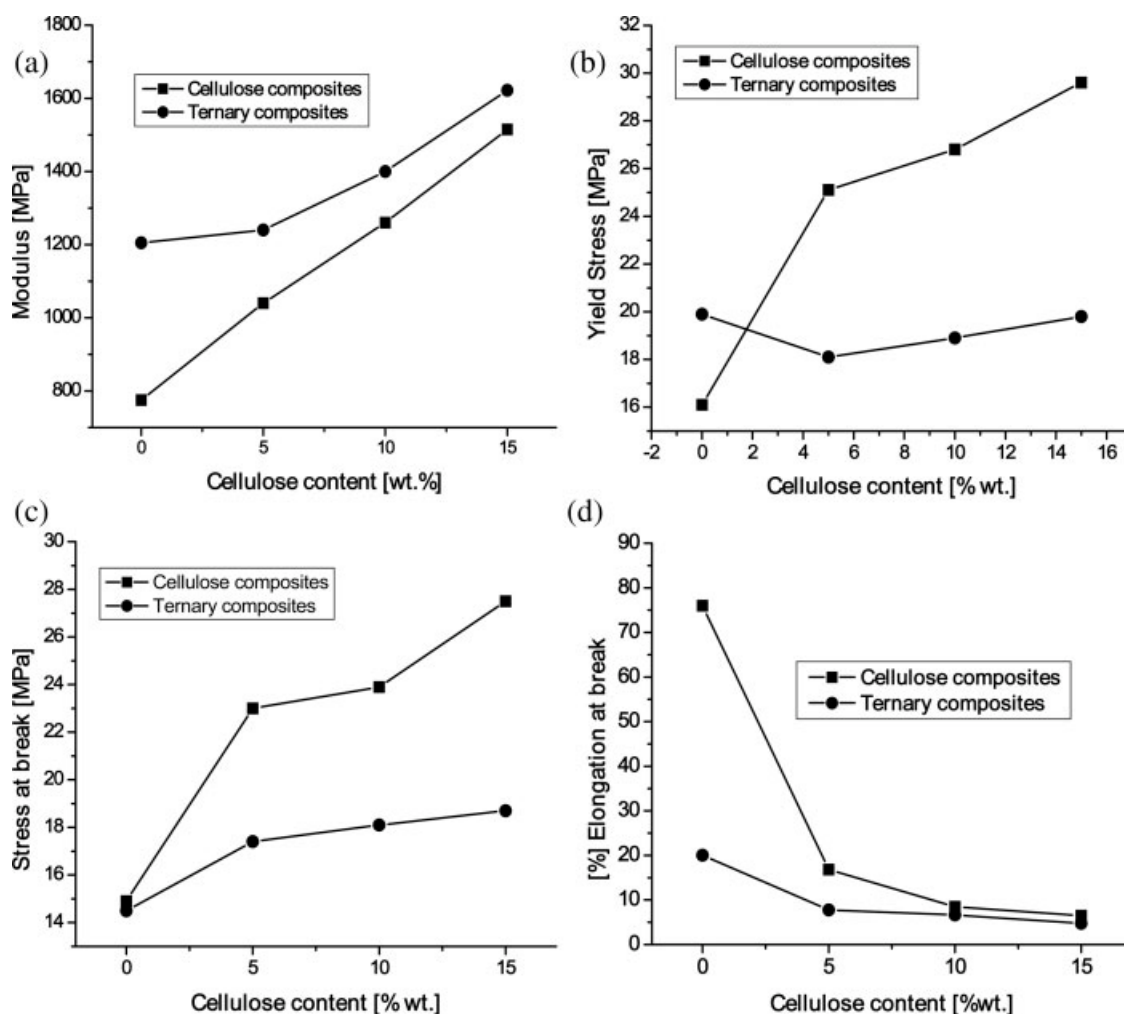 (a)
1800
1600
1400
1200
1000
800
Modulus [MPa]
Cellulose composites
Ternary composites
0 5 10 15
Cellulose content [wt.%]
(b)
32
30
28
26
24
22
20
18
16
Yield Stress [MPa]
Cellulose composites
Ternary composites
-2 0 2 4 6 8 10 12 14 16
Cellulose content [% wt.]
(c)
30
28
26
24
22
20
18
16
14
Stress at break [MPa]
Cellulose composites
Ternary composites
0 5 10 15
Cellulose content [% wt.]
(d)
90
80
70
60
50
40
30
20
10
0
[%] Elongation at break
Cellulose composites
Ternary composites
0 5 10 15
Cellulose content [%wt.]